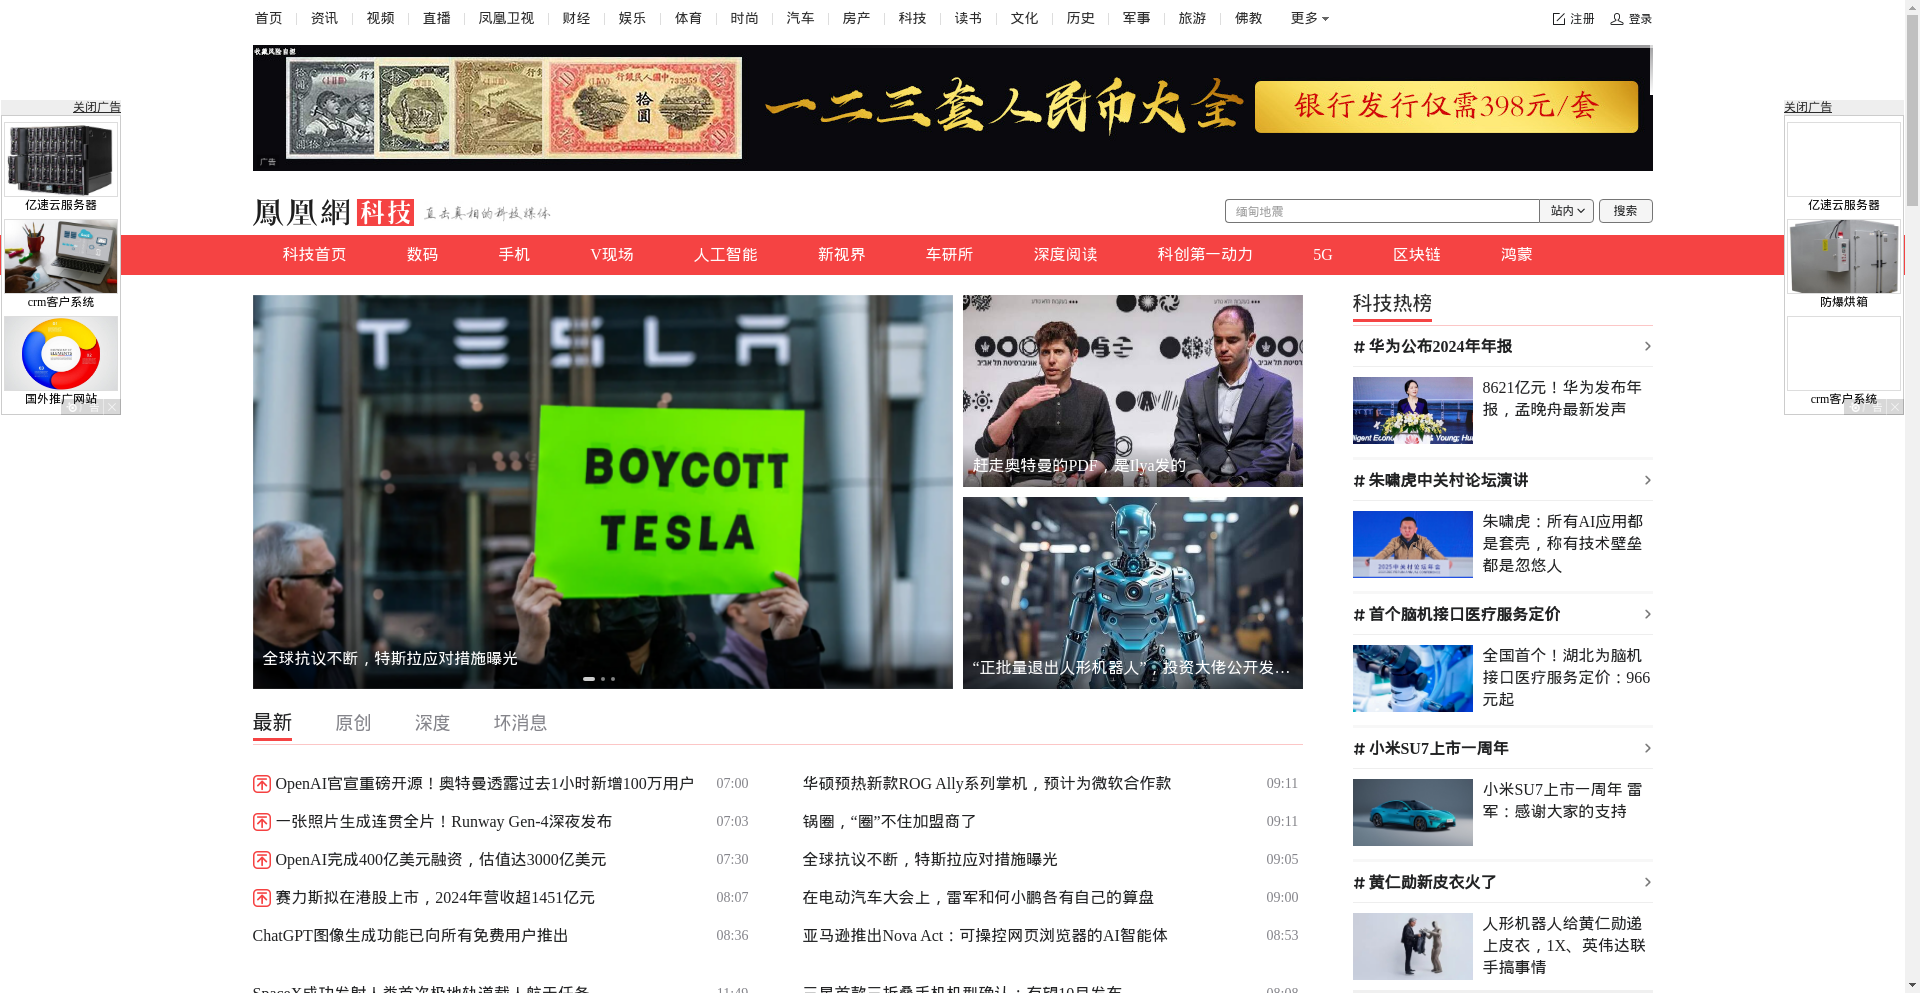 首页 资讯 视频 直播 凤凰卫视 财经 娱乐 体育 时尚 汽车 房产 科技 读书 文化 历史 军事 旅游 佛教 更多
注册 登录
收藏风险自担
一二三套人民币大全
银行发行仅需398元/套
广告
关闭广告
亿速云服务器
crm客户系统
国外推广网站
广告
关闭广告
亿速云服务器
防爆烘箱
crm客户系统
广告
鳳凰網 科技 直击真相的科技媒体
缅甸地震 站内 搜索
科技首页 数码 手机 V现场 人工智能 新视界 车研所 深度阅读 科创第一动力 5G 区块链 鸿蒙
TESLA
BOYCOTT
TESLA
全球抗议不断，特斯拉应对措施曝光
赶走奥特曼的PDF，是Ilya发的
“正批量退出人形机器人”，投资大佬公开发…
科技热榜
# 华为公布2024年年报
8621亿元！华为发布年
报，孟晚舟最新发声
# 朱啸虎中关村论坛演讲
朱啸虎：所有AI应用都
是套壳，称有技术壁垒
都是忽悠人
# 首个脑机接口医疗服务定价
全国首个！湖北为脑机
接口医疗服务定价：966
元起
# 小米SU7上市一周年
小米SU7上市一周年 雷
军：感谢大家的支持
# 黄仁勋新皮衣火了
人形机器人给黄仁勋递
上皮衣，1X、英伟达联
手搞事情
最新 原创 深度 坏消息
OpenAI官宣重磅开源！奥特曼透露过去1小时新增100万用户 07:00
一张照片生成连贯全片！Runway Gen-4深夜发布 07:03
OpenAI完成400亿美元融资，估值达3000亿美元 07:30
赛力斯拟在港股上市，2024年营收超1451亿元 08:07
ChatGPT图像生成功能已向所有免费用户推出 08:36
SpaceX成功发射人类首次极地轨道载人航天任务 11:49
华硕预热新款ROG Ally系列掌机，预计为微软合作款 09:11
锅圈，“圈”不住加盟商了 09:11
全球抗议不断，特斯拉应对措施曝光 09:05
在电动汽车大会上，雷军和何小鹏各有自己的算盘 09:00
亚马逊推出Nova Act：可操控网页浏览器的AI智能体 08:53
三星首款三折叠手机机型确认：有望10月发布 08:08